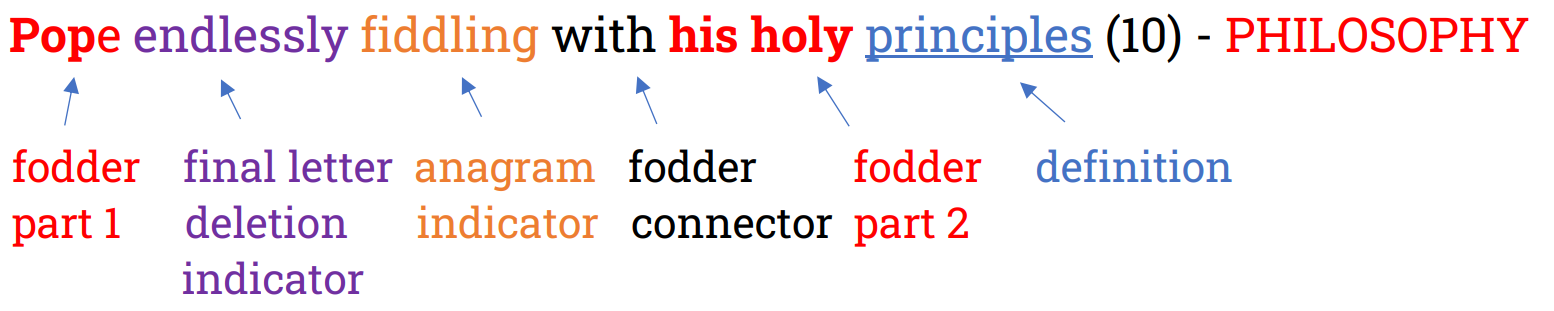 Pope endlessly fiddling with his holy principles (10) - PHILOSOPHY
fodder final letter anagram fodder fodder definition
part 1 deletion indicator connector part 2
indicator